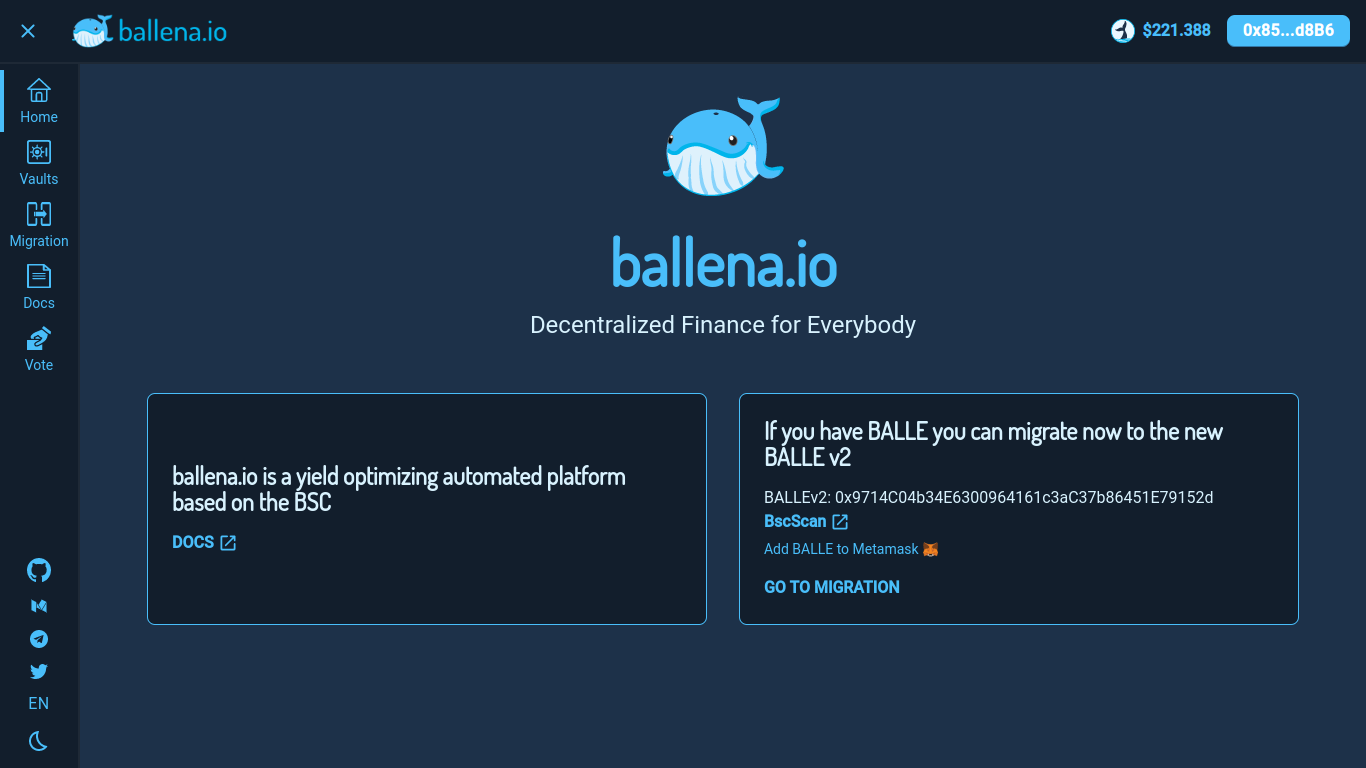 ballena.io
$221.388
0x85...d8B6
Home
Vaults
Migration
Docs
Vote
EN
ballena.io
Decentralized Finance for Everybody
ballena.io is a yield optimizing automated platform
based on the BSC
DOCS
If you have BALLE you can migrate now to the new
BALLE v2
BALLEv2: 0x9714C04b34E6300964161c3aC37b86451E79152d
BscScan
Add BALLE to Metamask
GO TO MIGRATION